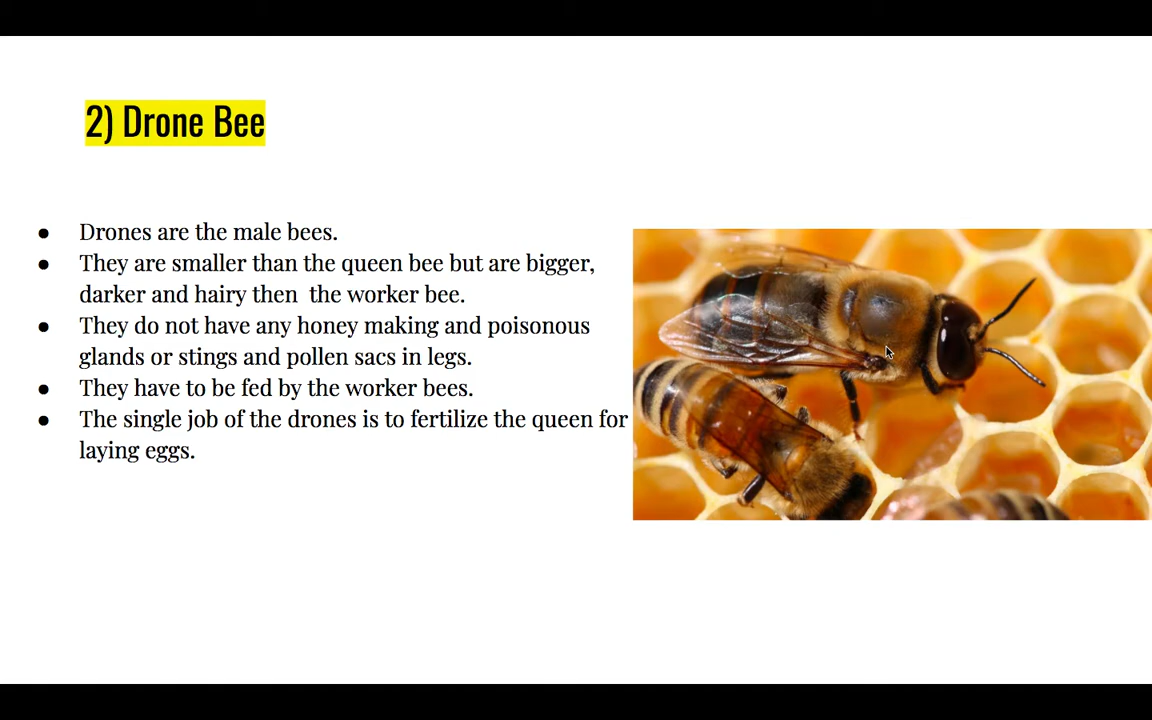 2) Drone Bee
● Drones are the male bees.
● They are smaller than the queen bee but are bigger,
darker and hairy then  the worker bee.
● They do not have any honey making and poisonous
glands or stings and pollen sacs in legs.
● They have to be fed by the worker bees.
● The single job of the drones is to fertilize the queen for
laying eggs.